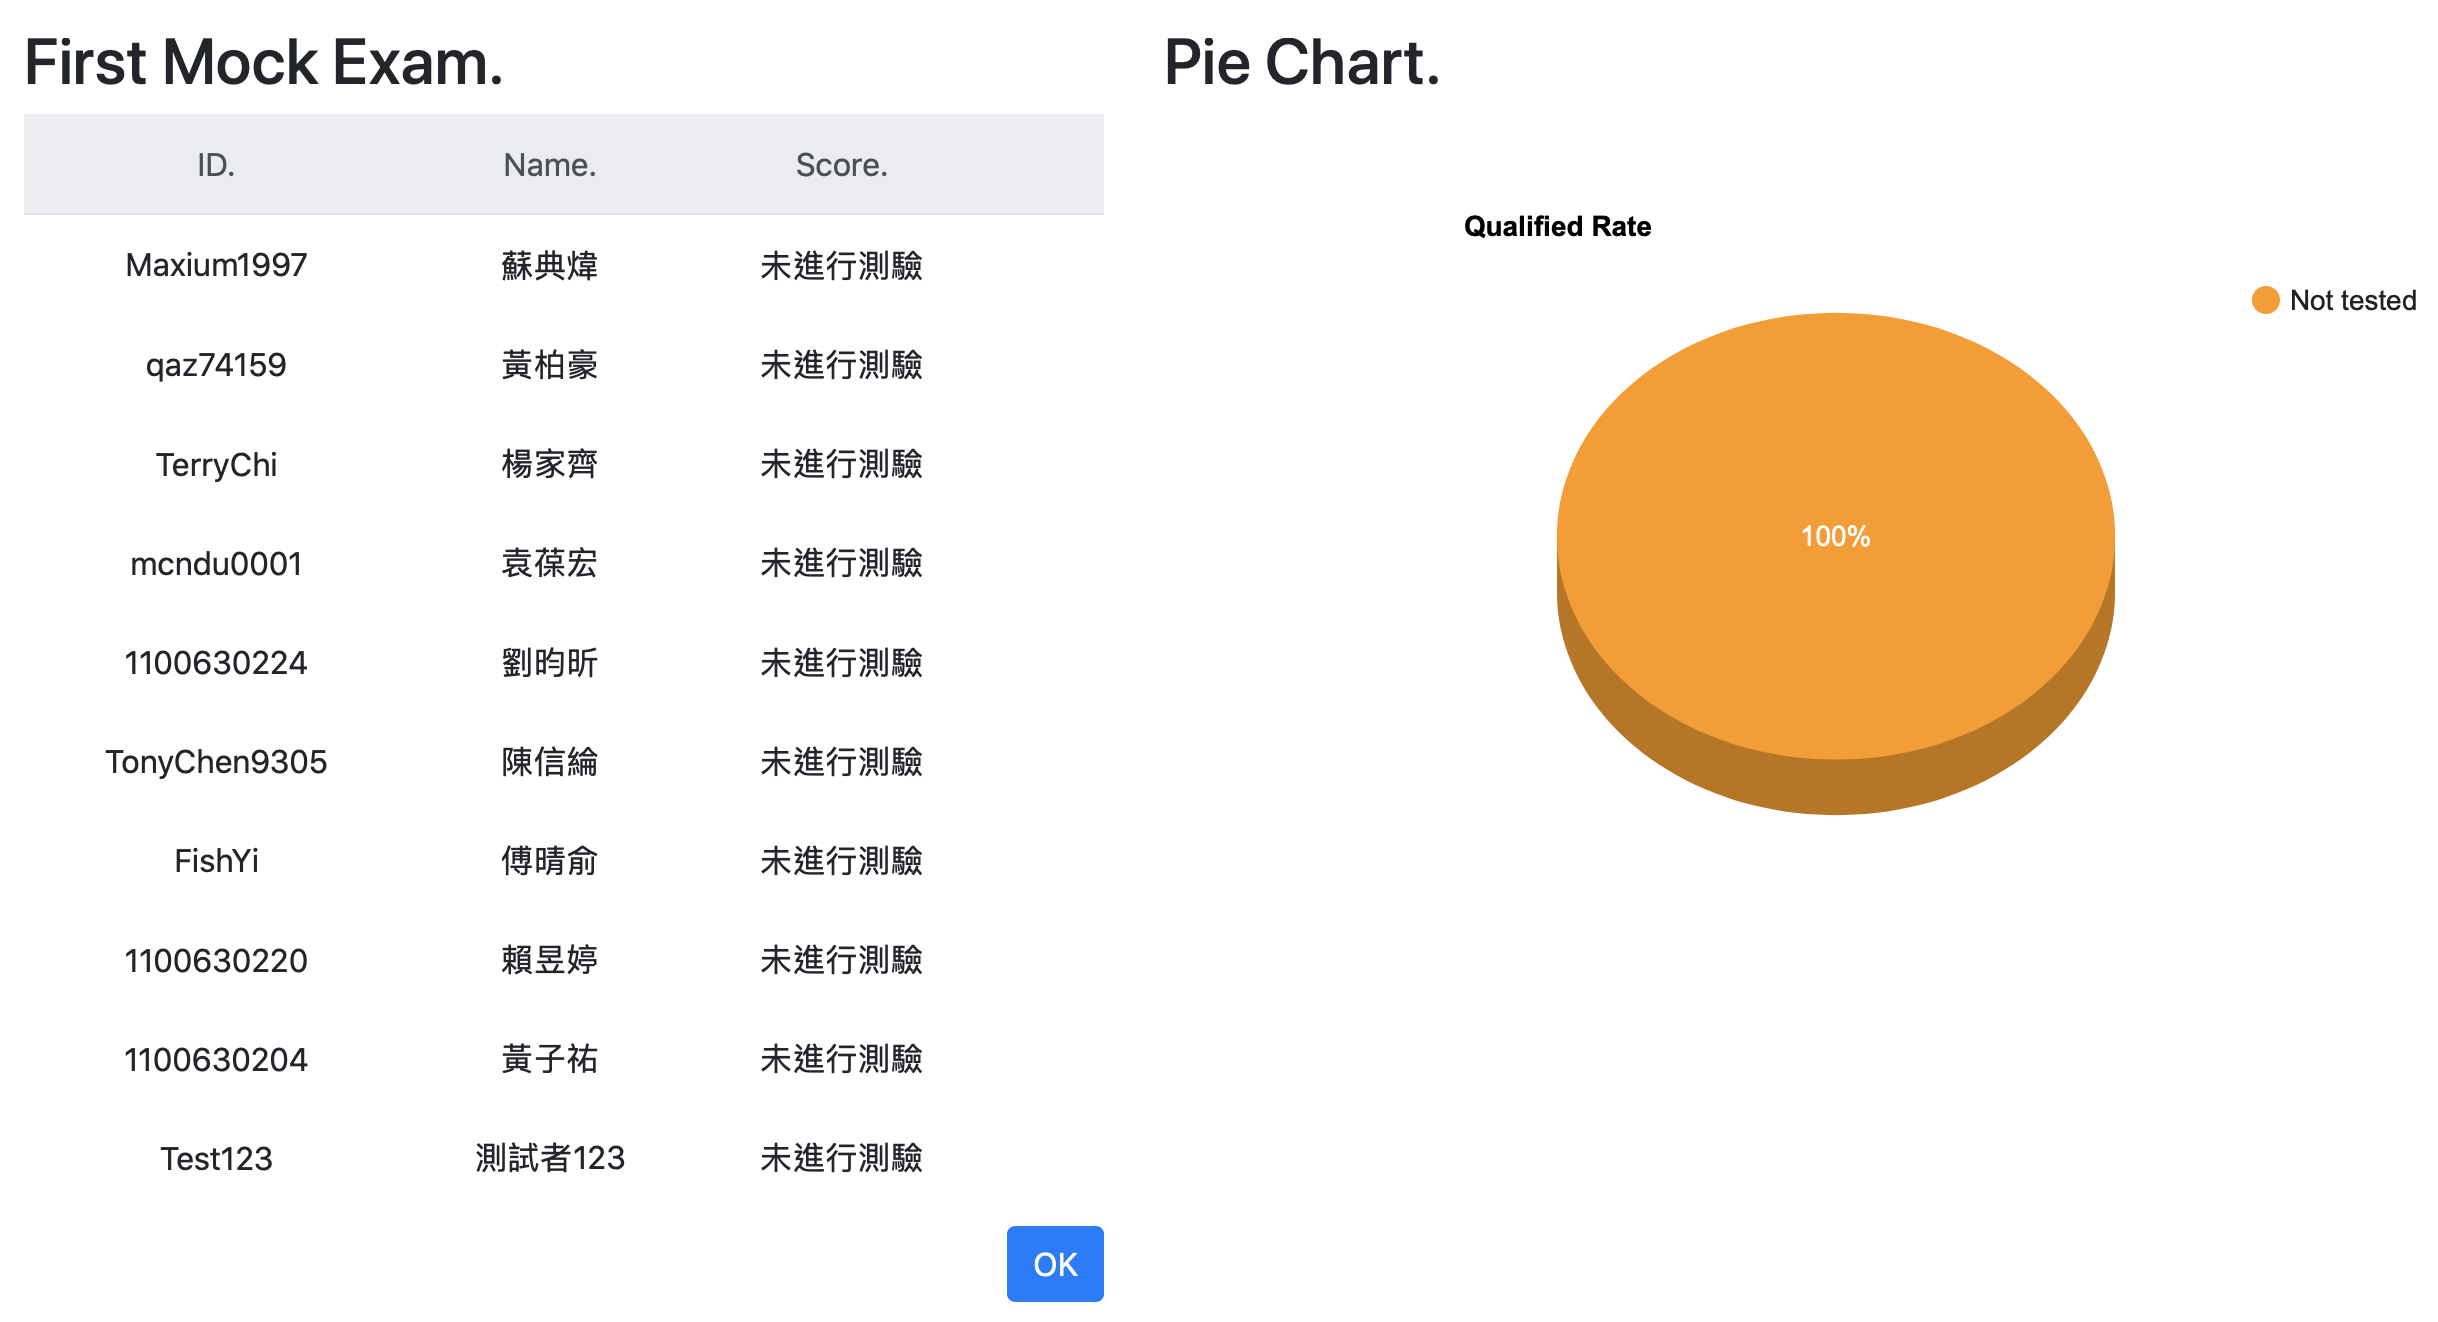 First Mock Exam.
ID. Name. Score.
Maxium1997 蘇典煒 未進行測驗
qaz74159 黃柏豪 未進行測驗
TerryChi 楊家齊 未進行測驗
mcndu0001 袁葆宏 未進行測驗
1100630224 劉昀昕 未進行測驗
TonyChen9305 陳信綸 未進行測驗
FishYi 傅晴俞 未進行測驗
1100630220 賴昱婷 未進行測驗
1100630204 黃子祐 未進行測驗
Test123 測試者123 未進行測驗
OK
Pie Chart.
Qualified Rate
Not tested
100%